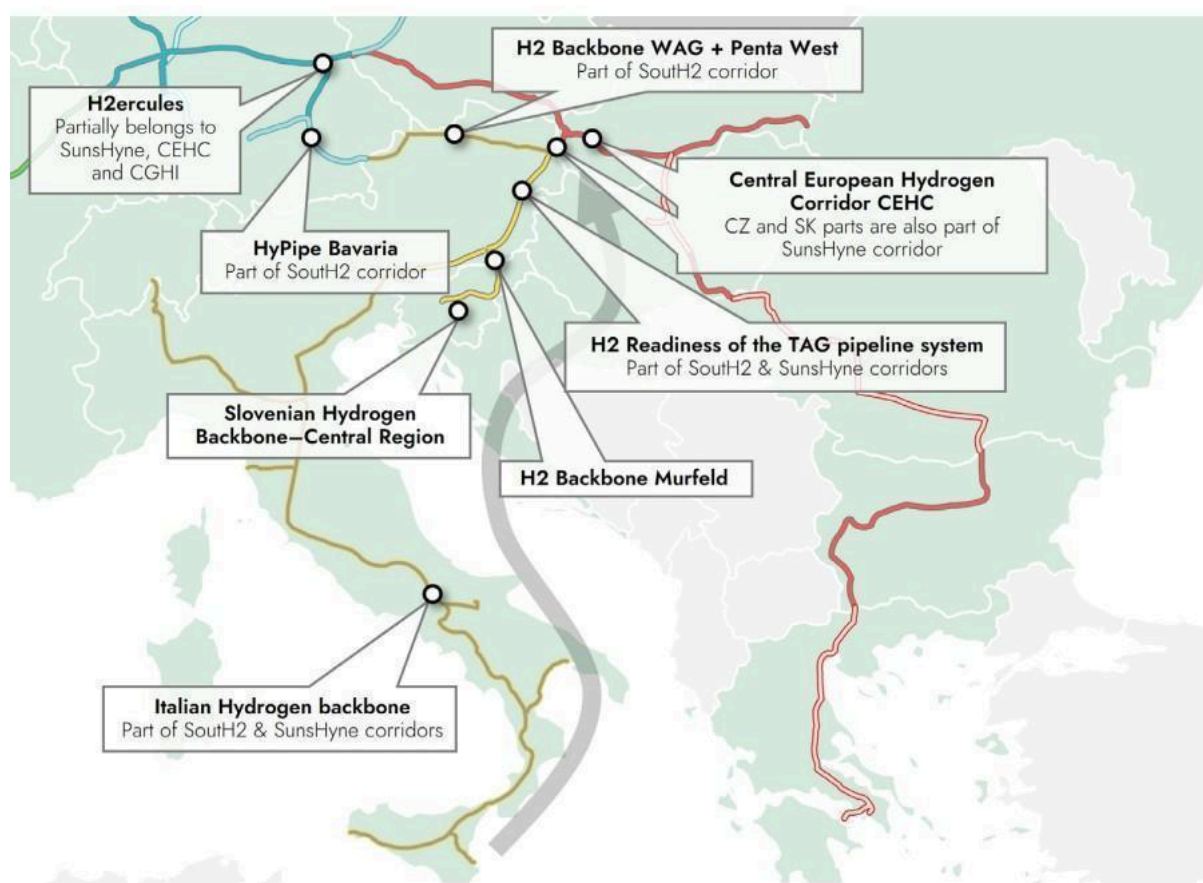 H2 Backbone WAG + Penta West
Part of SoutH2 corridor
H2ercules
Partially belongs to
SunsHyne, CEHC
and CGHI
Central European Hydrogen
Corridor CEHC
CZ and SK parts are also part of
SunsHyne corridor
HyPipe Bavaria
Part of SoutH2 corridor
H2 Readiness of the TAG pipeline system
Part of SoutH2 & SunsHyne corridors
Slovenian Hydrogen
Backbone–Central Region
H2 Backbone Murfeld
Italian Hydrogen backbone
Part of SoutH2 & SunsHyne corridors